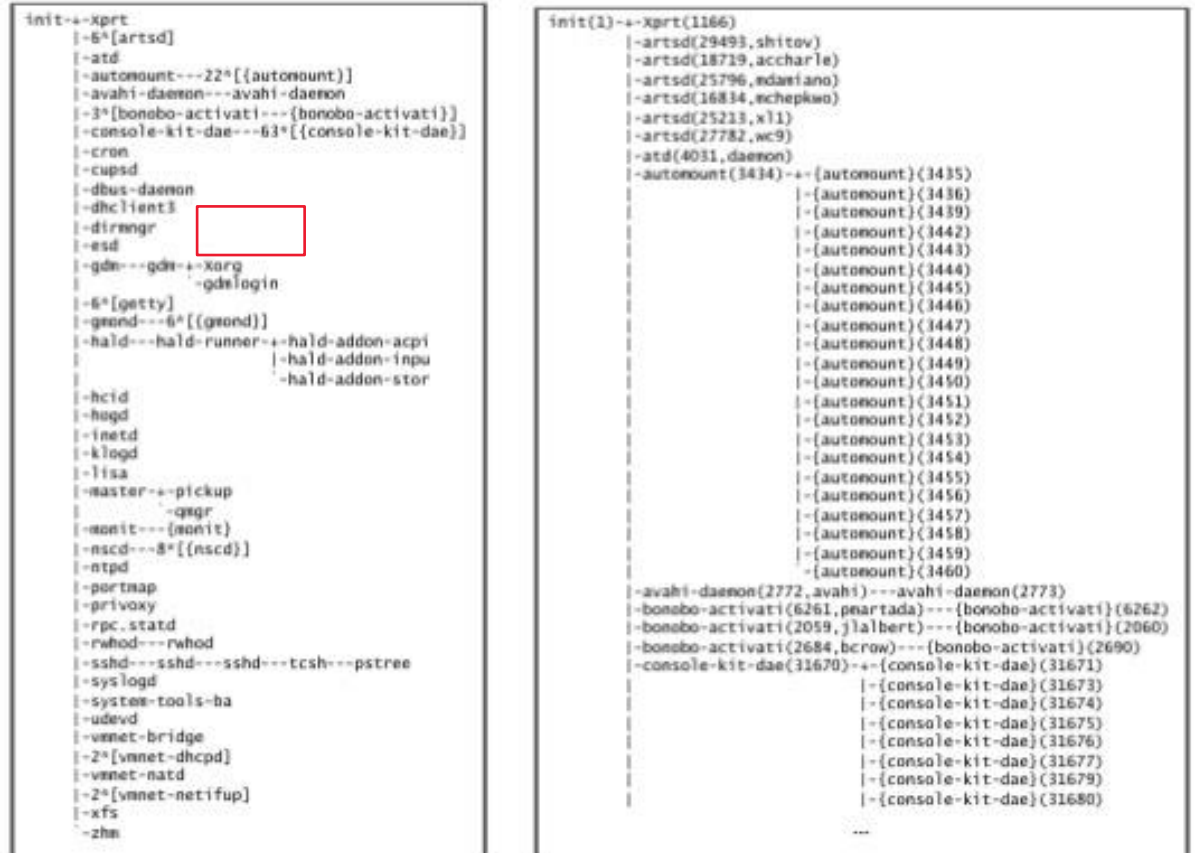 init-+-Xprt
|-6*[artsd]
|-atd
|-automount---22*[{automount}]
|-avahi-daemon---avahi-daemon
|-3*[bonobo-activati---{bonobo-activati}]
|-console-kit-dae---63*[{console-kit-dae}]
|-cron
|-cupsd
|-dbus-daemon
|-dhclient3
|-dirmngr
|-esd
|-gdm---gdm-+-Xorg
|           `-gdmlogin
|-6*[getty]
|-gmond---6*[{gmond}]
|-hald---hald-runner-+-hald-addon-acpi
|                    |-hald-addon-inpu
|                    `-hald-addon-stor
|-hcid
|-hogd
|-inetd
|-klogd
|-lisa
|-master-+-pickup
|        `-qmgr
|-monit---{monit}
|-nscd---8*[{nscd}]
|-ntpd
|-portmap
|-privoxy
|-rpc.statd
|-rwhod---rwhod
|-sshd---sshd---sshd---tcsh---pstree
|-syslogd
|-system-tools-ba
|-udevd
|-vmnet-bridge
|-2*[vmnet-dhcpd]
|-vmnet-natd
|-2*[vmnet-netifup]
|-xfs
`-zhm
init(1)-+-Xprt(1166)
|-artsd(29493,shitov)
|-artsd(18719,accharle)
|-artsd(25796,mdamiano)
|-artsd(16834,mchepkwo)
|-artsd(25213,xl1)
|-artsd(27782,wc9)
|-atd(4031,daemon)
|-automount(3434)-+-{automount}(3435)
|                 |-{automount}(3436)
|                 |-{automount}(3439)
|                 |-{automount}(3442)
|                 |-{automount}(3443)
|                 |-{automount}(3444)
|                 |-{automount}(3445)
|                 |-{automount}(3446)
|                 |-{automount}(3447)
|                 |-{automount}(3448)
|                 |-{automount}(3449)
|                 |-{automount}(3450)
|                 |-{automount}(3451)
|                 |-{automount}(3452)
|                 |-{automount}(3453)
|                 |-{automount}(3454)
|                 |-{automount}(3455)
|                 |-{automount}(3456)
|                 |-{automount}(3457)
|                 |-{automount}(3458)
|                 |-{automount}(3459)
|                 `-{automount}(3460)
|-avahi-daemon(2772,avahi)---avahi-daemon(2773)
|-bonobo-activati(6261,pmartada)---{bonobo-activati}(6262)
|-bonobo-activati(2059,jlalbert)---{bonobo-activati}(2060)
|-bonobo-activati(2684,bcrow)---{bonobo-activati}(2690)
|-console-kit-dae(31670)-+-{console-kit-dae}(31671)
|                        |-{console-kit-dae}(31673)
|                        |-{console-kit-dae}(31674)
|                        |-{console-kit-dae}(31675)
|                        |-{console-kit-dae}(31676)
|                        |-{console-kit-dae}(31677)
|                        |-{console-kit-dae}(31679)
|                        |-{console-kit-dae}(31680)
...